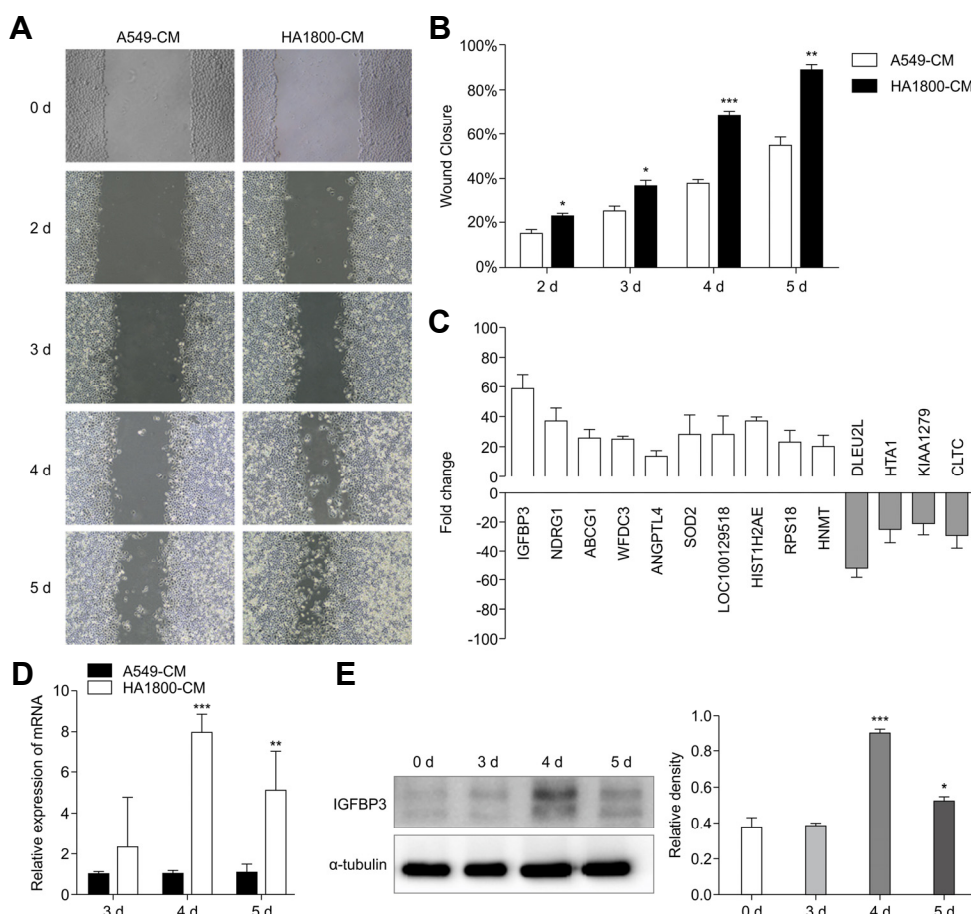 A
A549-CM HA1800-CM
0 d
2 d
3 d
4 d
5 d
B
100%
80%
60%
40%
20%
0%
Wound Closure
* * *** **
2 d 3 d 4 d 5 d
A549-CM
HA1800-CM
C
100
80
60
40
20
0
0
-20
-40
-60
-80
-100
Fold change
IGFBP3
NDRG1
ABCG1
WFDC3
ANGPTL4
SOD2
LOC100129518
HIST1H2AE
RPS18
HNMT
DLEU2L
HTA1
KIAA1279
CLTC
D
A549-CM
HA1800-CM
10
8
6
4
2
0
Relative expression of mRNA
*** **
3 d 4 d 5 d
E
0 d 3 d 4 d 5 d
IGFBP3
α-tubulin
1.0
0.8
0.6
0.4
0.2
0.0
Relative density
*** *
0 d 3 d 4 d 5 d